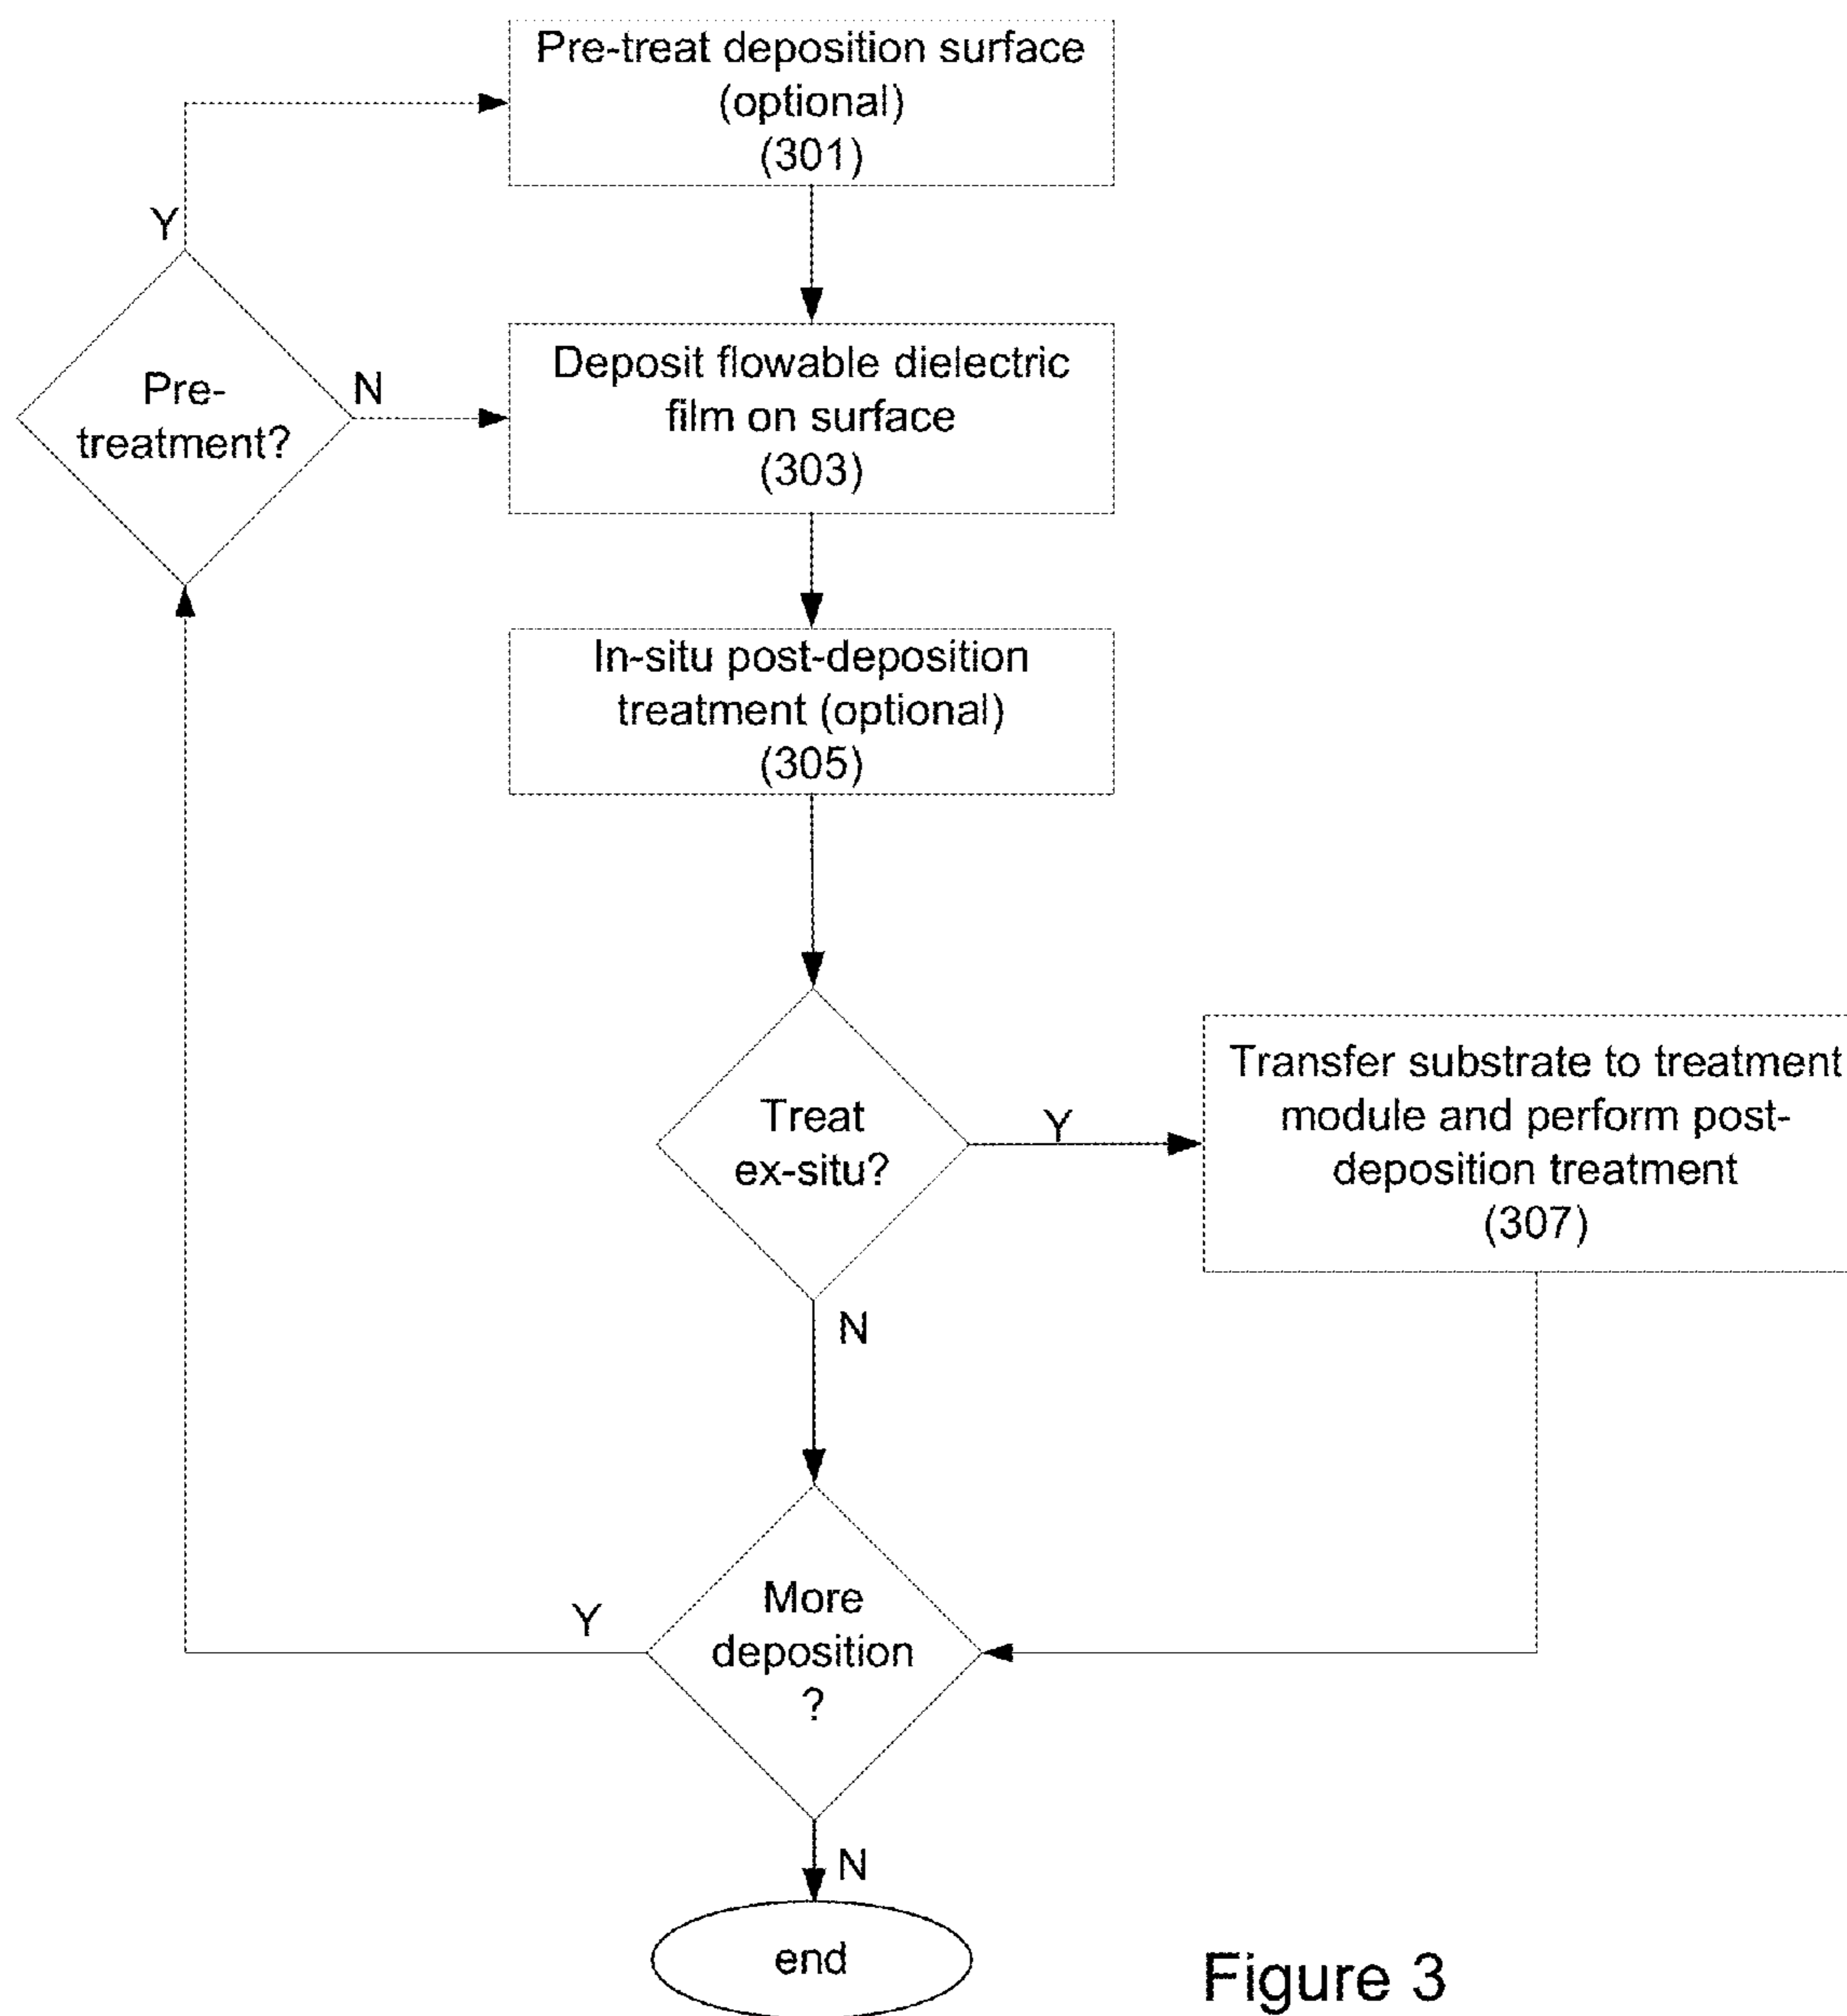 Pre-treat deposition surface
(optional)
(301)
Y
Pre-
treatment?
N
Deposit flowable dielectric
film on surface
(303)
In-situ post-deposition
treatment (optional)
(305)
Treat
ex-situ?
Y
Transfer substrate to treatment
module and perform post-
deposition treatment
(307)
N
Y
More
deposition
?
N
end
Figure 3